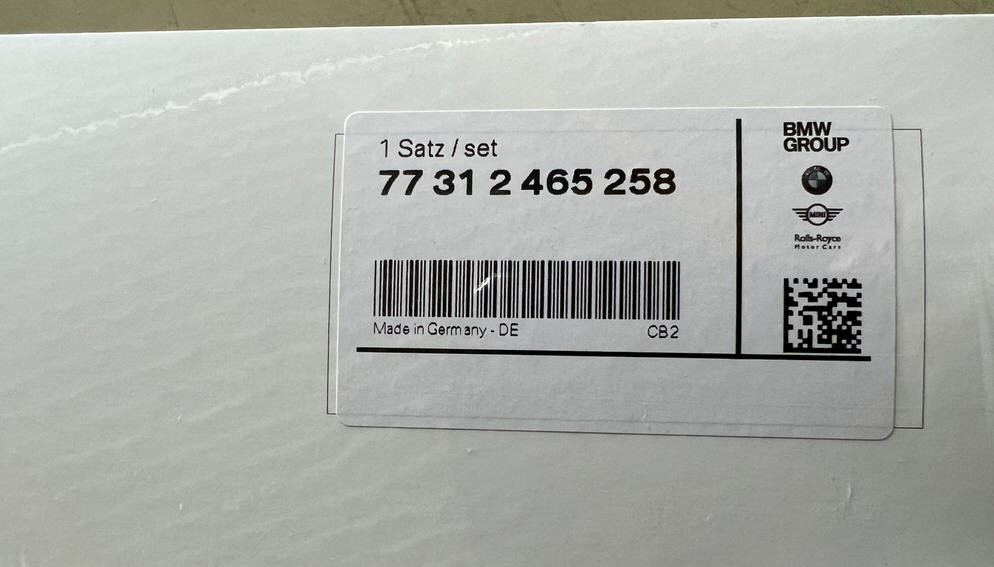 1 Satz / set
77 31 2 465 258
Made in Germany - DE
CB2
BMW
GROUP
MINI
Rolls-Royce
Motor Cars